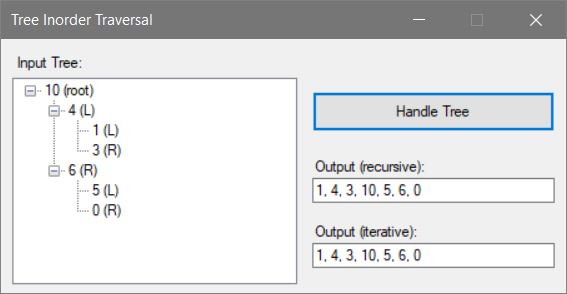 Tree Inorder Traversal
Input Tree:
10 (root)
4 (L)
1 (L)
3 (R)
6 (R)
5 (L)
0 (R)
Handle Tree
Output (recursive):
1, 4, 3, 10, 5, 6, 0
Output (iterative):
1, 4, 3, 10, 5, 6, 0